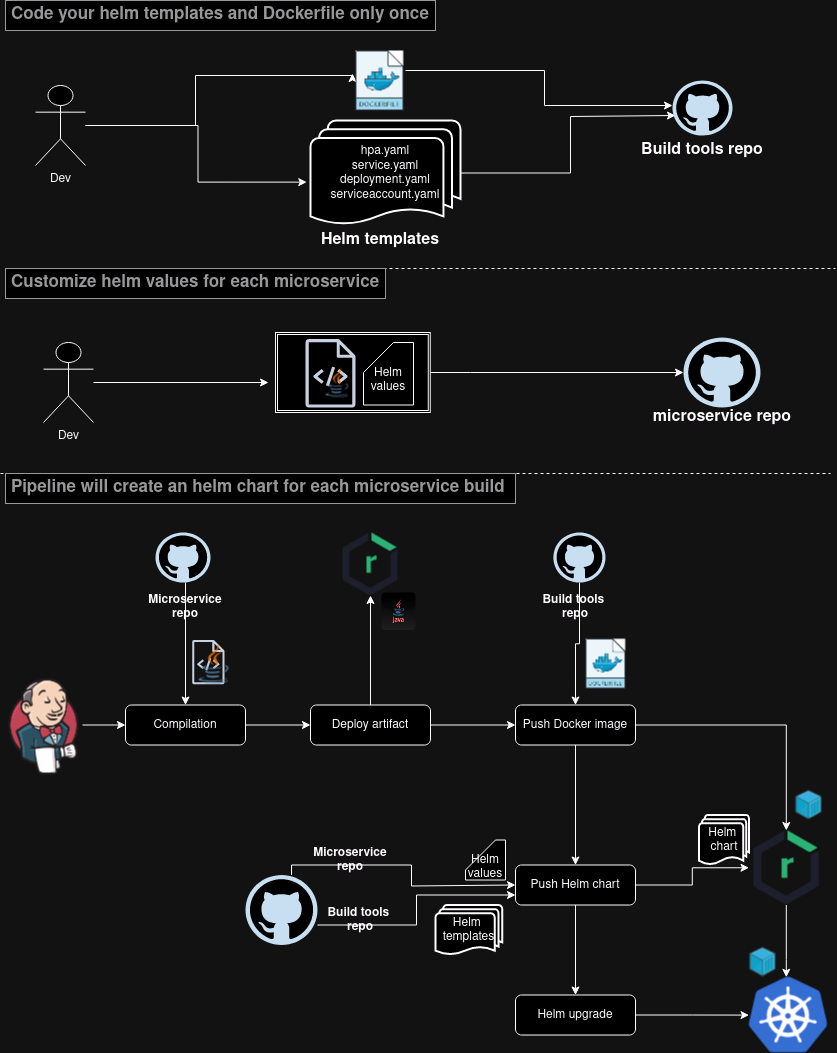 Code your helm templates and Dockerfile only once
DOCKERFILE
Dev
hpa.yaml
service.yaml
deployment.yaml
serviceaccount.yaml
Helm templates
Build tools repo
Customize helm values for each microservice
Dev
Helm
values
microservice repo
Pipeline will create an helm chart for each microservice build
r
Microservice
repo
java
Build tools
repo
DOCKERFILE
Compilation
Deploy artifact
Push Docker image
Helm
chart
r
Microservice
repo
Helm
values
Push Helm chart
Build tools
repo
Helm
templates
Helm upgrade